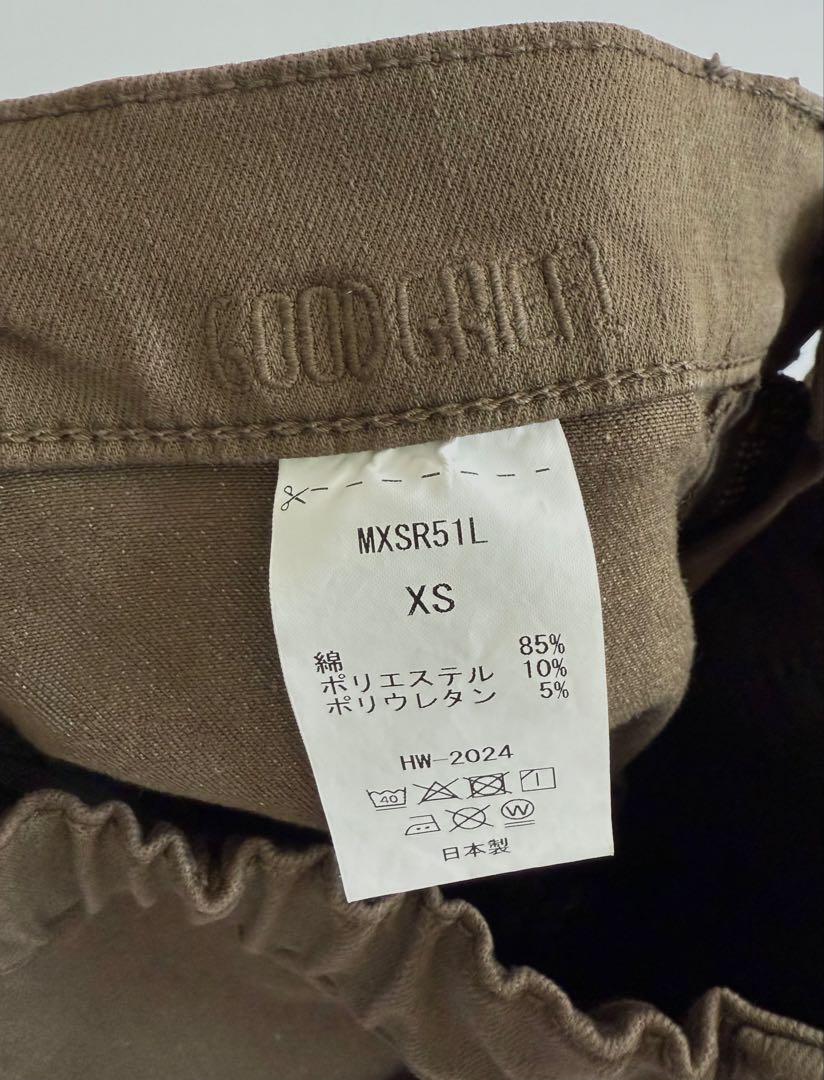 GOOD GRIEF!
MXSR51L
XS
綿 85%
ポリエステル 10%
ポリウレタン 5%
HW-2024
40
W
日本製